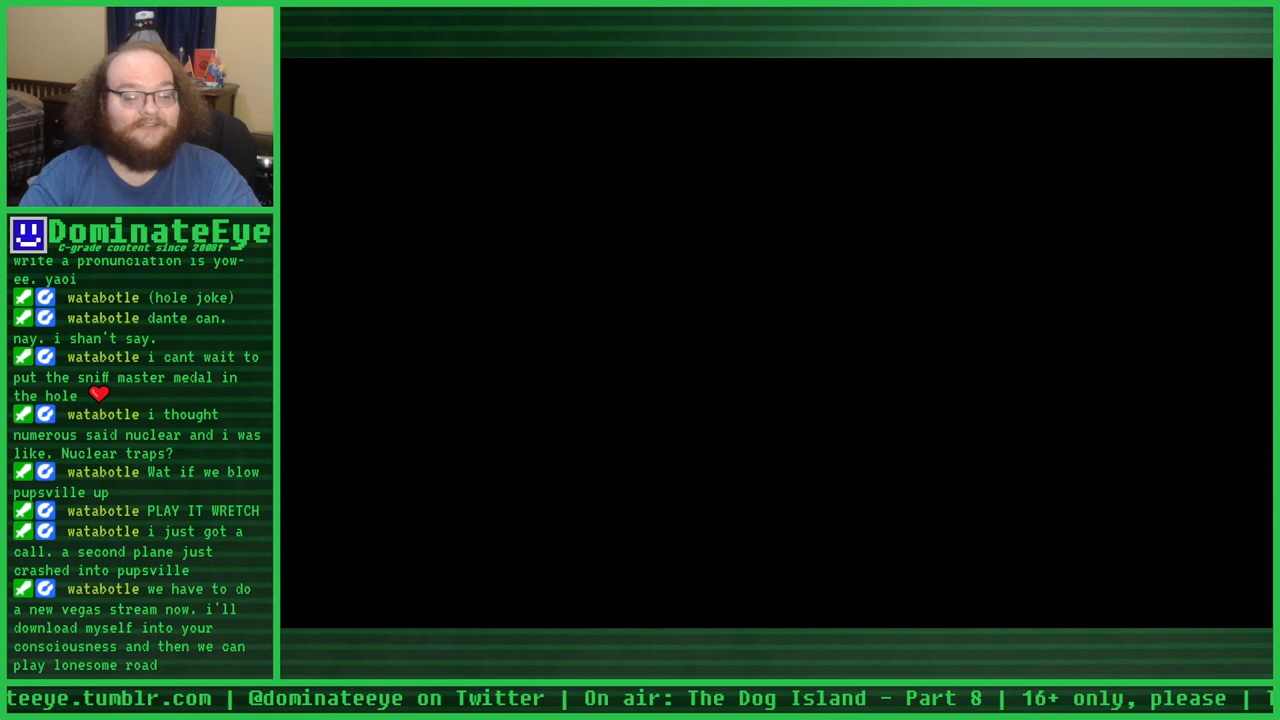 DominateEye
C-grade content since 2008!
write a pronunciation is yow-
ee. yaoi
watabotle (hole joke)
watabotle dante can.
nay. i shan't say.
watabotle i cant wait to
put the sniff master medal in
the hole
watabotle i thought
numerous said nuclear and i was
like. Nuclear traps?
watabotle Wat if we blow
pupsville up
watabotle PLAY IT WRETCH
watabotle i just got a
call. a second plane just
crashed into pupsville
watabotle we have to do
a new vegas stream now. i'll
download myself into your
consciousness and then we can
play lonesome road
teeye.tumblr.com | @dominateeye on Twitter | On air: The Dog Island - Part 8 | 16+ only, please | T